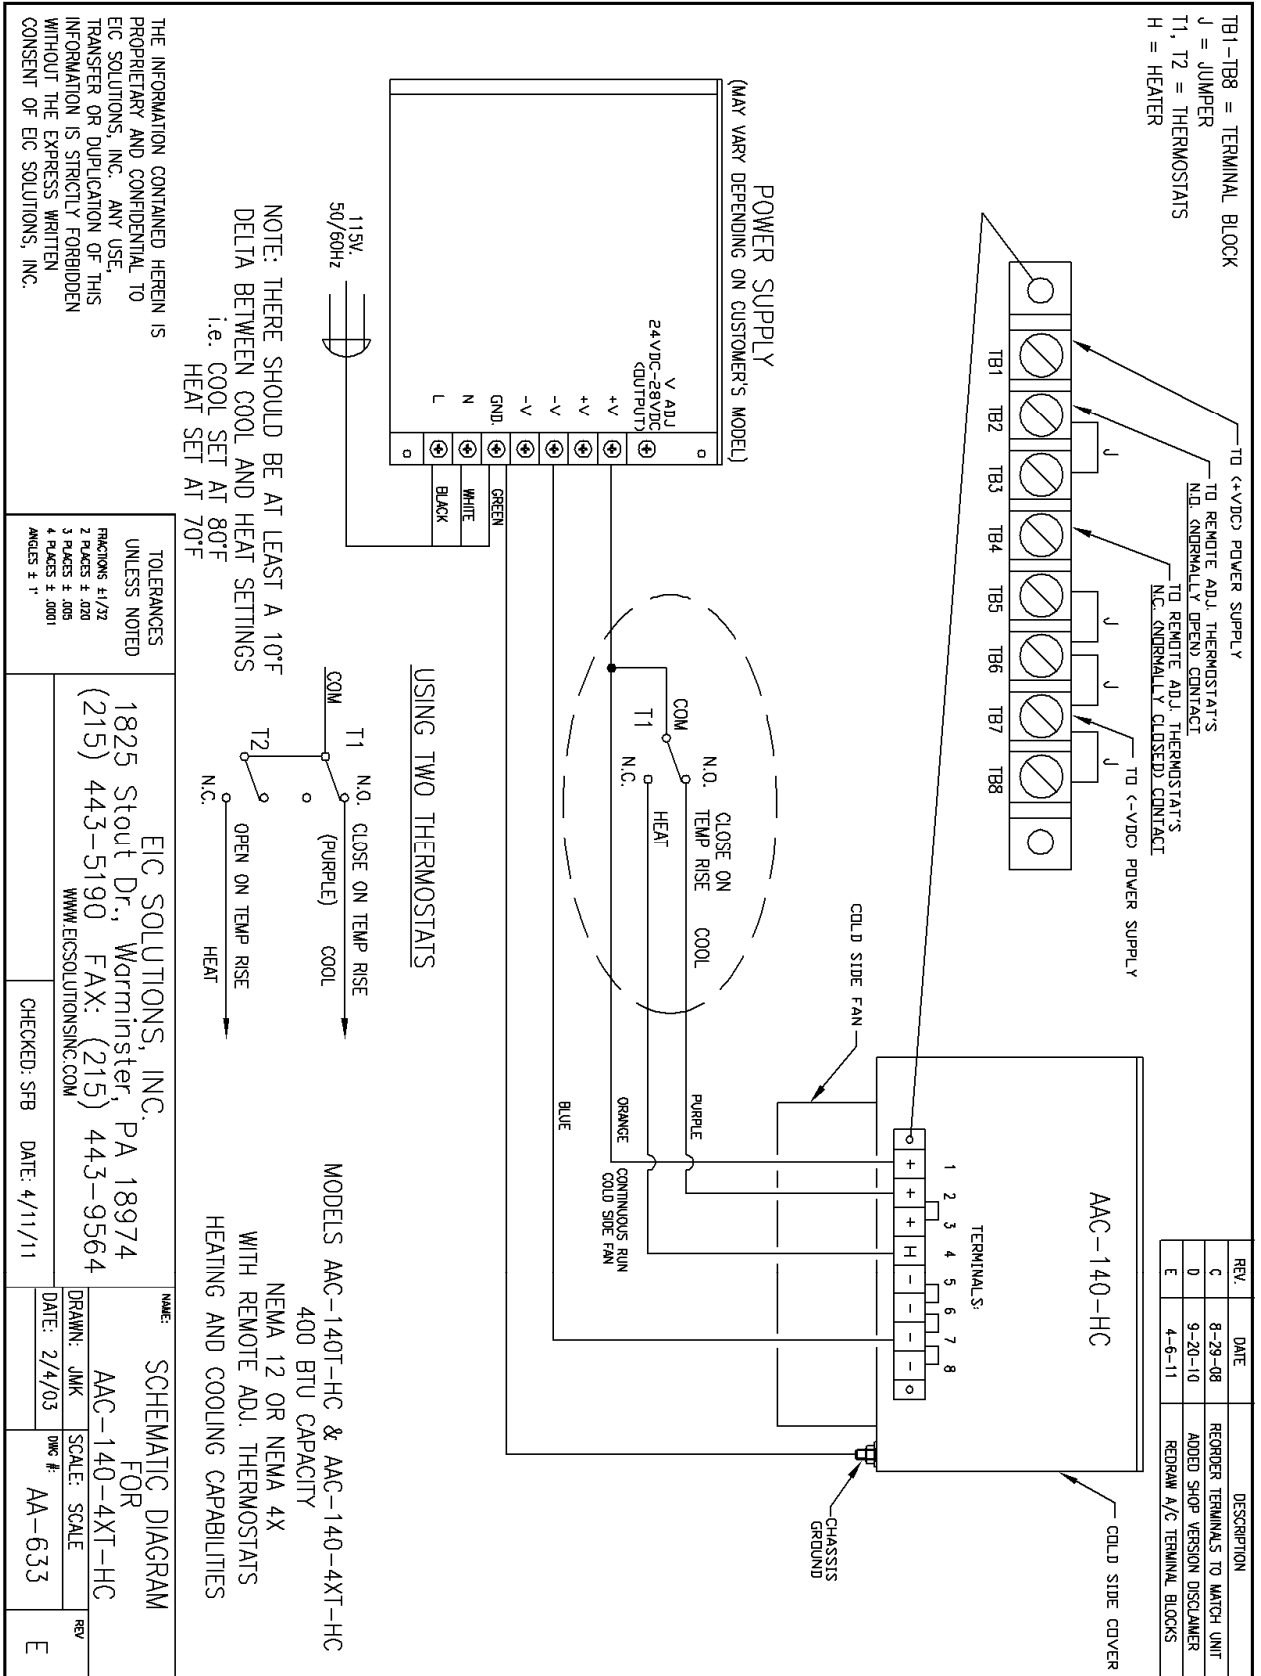 TB1-TB8 = TERMINAL BLOCK
J = JUMPER
T1, T2 = THERMOSTATS
H = HEATER
TO (+VDC) POWER SUPPLY
TO REMOTE ADJ. THERMOSTAT'S
N.O. (NORMALLY OPEN) CONTACT
TO REMOTE ADJ. THERMOSTAT'S
N.C. (NORMALLY CLOSED) CONTACT
TO (-VDC) POWER SUPPLY
J
J
J
J
TB1
TB2
TB3
TB4
TB5
TB6
TB7
TB8
REV.
DATE
DESCRIPTION
C
8-29-08
REORDER TERMINALS TO MATCH UNIT
D
9-20-10
ADDED SHOP VERSION DISCLAIMER
E
4-6-11
REDRAW A/C TERMINAL BLOCKS
POWER SUPPLY
(MAY VARY DEPENDING ON CUSTOMER'S MODEL)
V ADJ
24VDC-28VDC
(OUTPUT)
+V
+V
-V
-V
GND.
N
L
GREEN
WHITE
BLACK
115V.
50/60Hz
COM
T1
N.O.
N.C.
CLOSE ON
TEMP RISE
COOL
HEAT
COLD SIDE FAN
AAC-140-HC
TERMINALS:
1
2
3
4
5
6
7
8
+
+
+
H
-
-
-
-
COLD SIDE COVER
CHASSIS
GROUND
PURPLE
ORANGE
CONTINUOUS RUN
COLD SIDE FAN
BLUE
USING TWO THERMOSTATS
COM
T1
N.O.
CLOSE ON TEMP RISE
(PURPLE)
COOL
T2
N.C.
OPEN ON TEMP RISE
HEAT
NOTE: THERE SHOULD BE AT LEAST A 10°F
DELTA BETWEEN COOL AND HEAT SETTINGS
i.e. COOL SET AT 80°F
HEAT SET AT 70°F
MODELS AAC-140T-HC & AAC-140-4XT-HC
400 BTU CAPACITY
NEMA 12 OR NEMA 4X
WITH REMOTE ADJ. THERMOSTATS
HEATING AND COOLING CAPABILITIES
THE INFORMATION CONTAINED HEREIN IS
PROPRIETARY AND CONFIDENTIAL TO
EIC SOLUTIONS, INC. ANY USE,
TRANSFER OR DUPLICATION OF THIS
INFORMATION IS STRICTLY FORBIDDEN
WITHOUT THE EXPRESS WRITTEN
CONSENT OF EIC SOLUTIONS, INC.
TOLERANCES
UNLESS NOTED
FRACTIONS ±1/32
2 PLACES ± .020
3 PLACES ± .005
4 PLACES ± .0001
ANGLES ± 1°
EIC SOLUTIONS, INC.
1825 Stout Dr., Warminster, PA 18974
(215) 443-5190 FAX: (215) 443-9564
WWW.EICSOLUTIONSINC.COM
CHECKED: SFB DATE: 4/11/11
NAME:
SCHEMATIC DIAGRAM
FOR
AAC-140-4XT-HC
DRAWN: JMK
SCALE: SCALE
DATE: 2/4/03
DWG #:
AA-633
REV
E